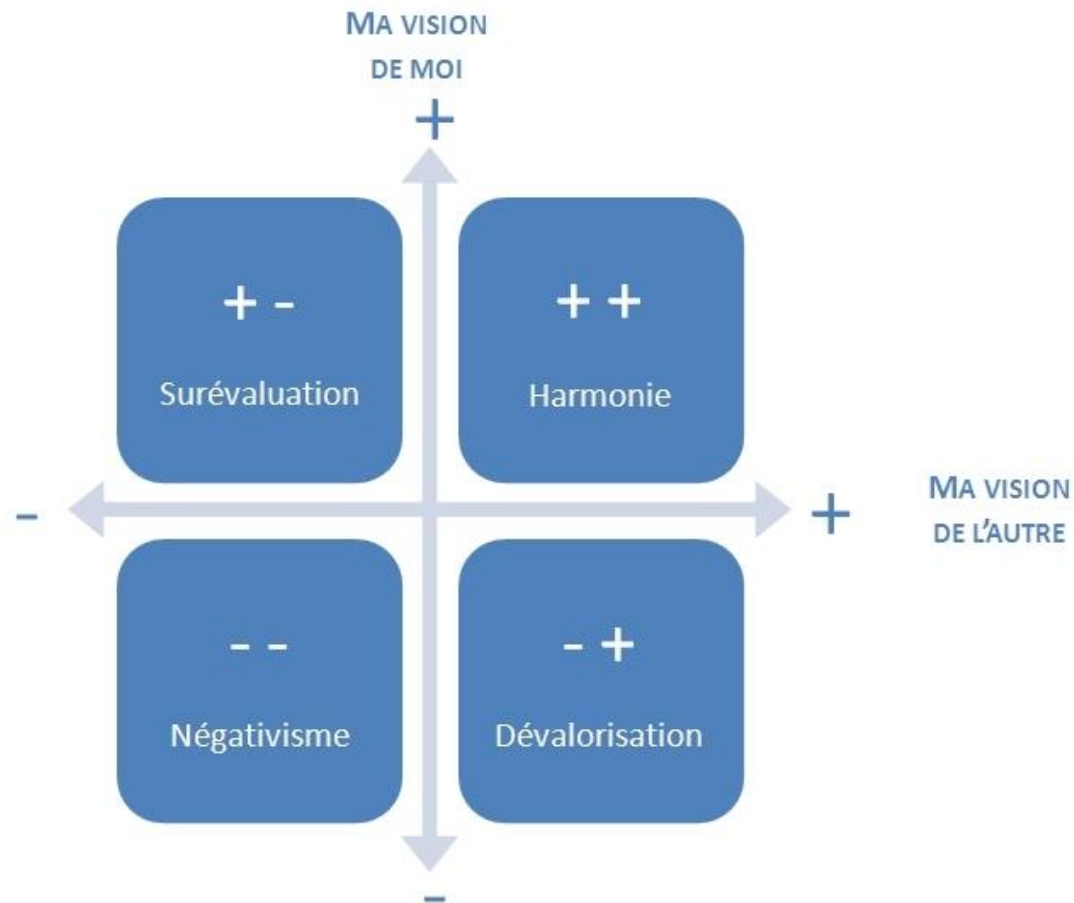 MA VISION
DE MOI
+
+ -
Surévaluation
+ +
Harmonie
-
+
MA VISION
DE L'AUTRE
- -
Négativisme
- +
Dévalorisation
-